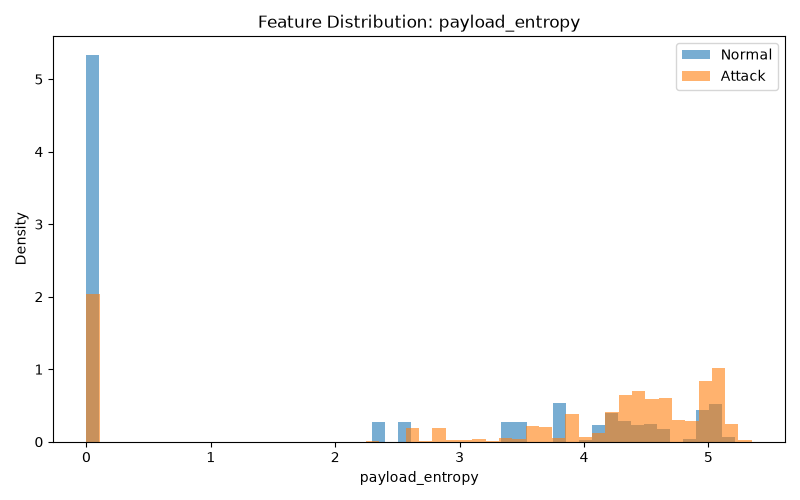 Feature Distribution: payload_entropy
Normal
Attack
Density
5
4
3
2
1
0
0 1 2 3 4 5
payload_entropy